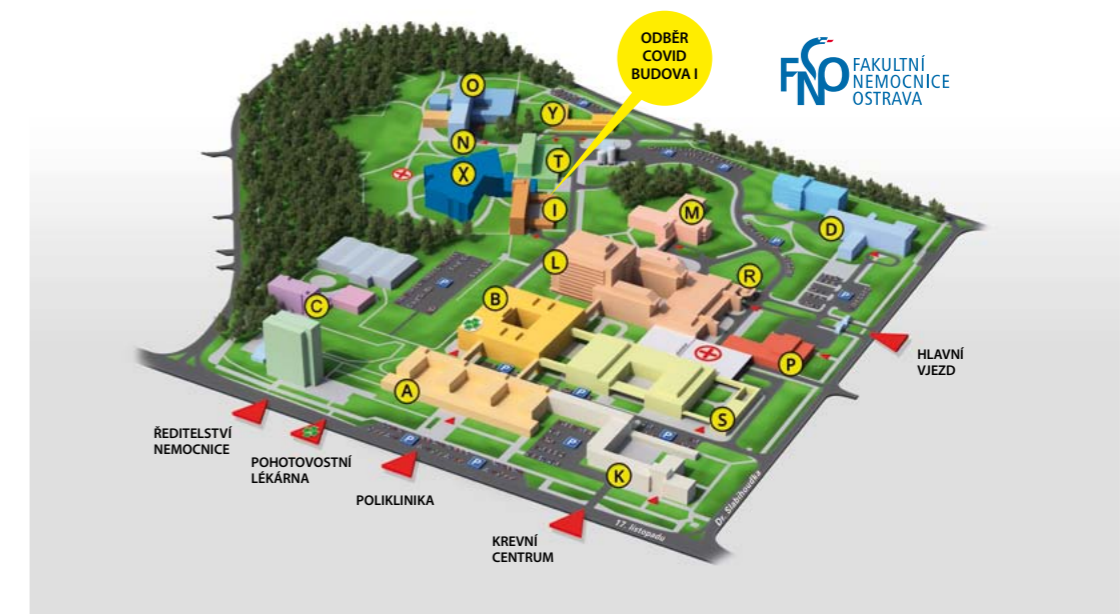 ODBĚR
COVID
BUDOVA I
FNO
FAKULTNÍ
NEMOCNICE
OSTRAVA
O
Y
N
T
X
I
M
D
L
R
B
C
P
A
S
K
P
P
P
P
P
P
P
P
P
P
HLAVNÍ
VJEZD
ŘEDITELSTVÍ
NEMOCNICE
POHOTOVOSTNÍ
LÉKÁRNA
POLIKLINIKA
KREVNÍ
CENTRUM
17. listopadu
Dr. Slabihoudka